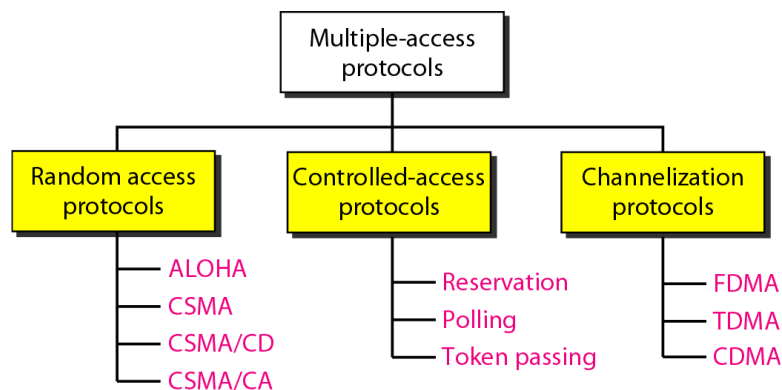 Multiple-access
protocols
Random access
protocols
Controlled-access
protocols
Channelization
protocols
ALOHA
CSMA
CSMA/CD
CSMA/CA
Reservation
Polling
Token passing
FDMA
TDMA
CDMA